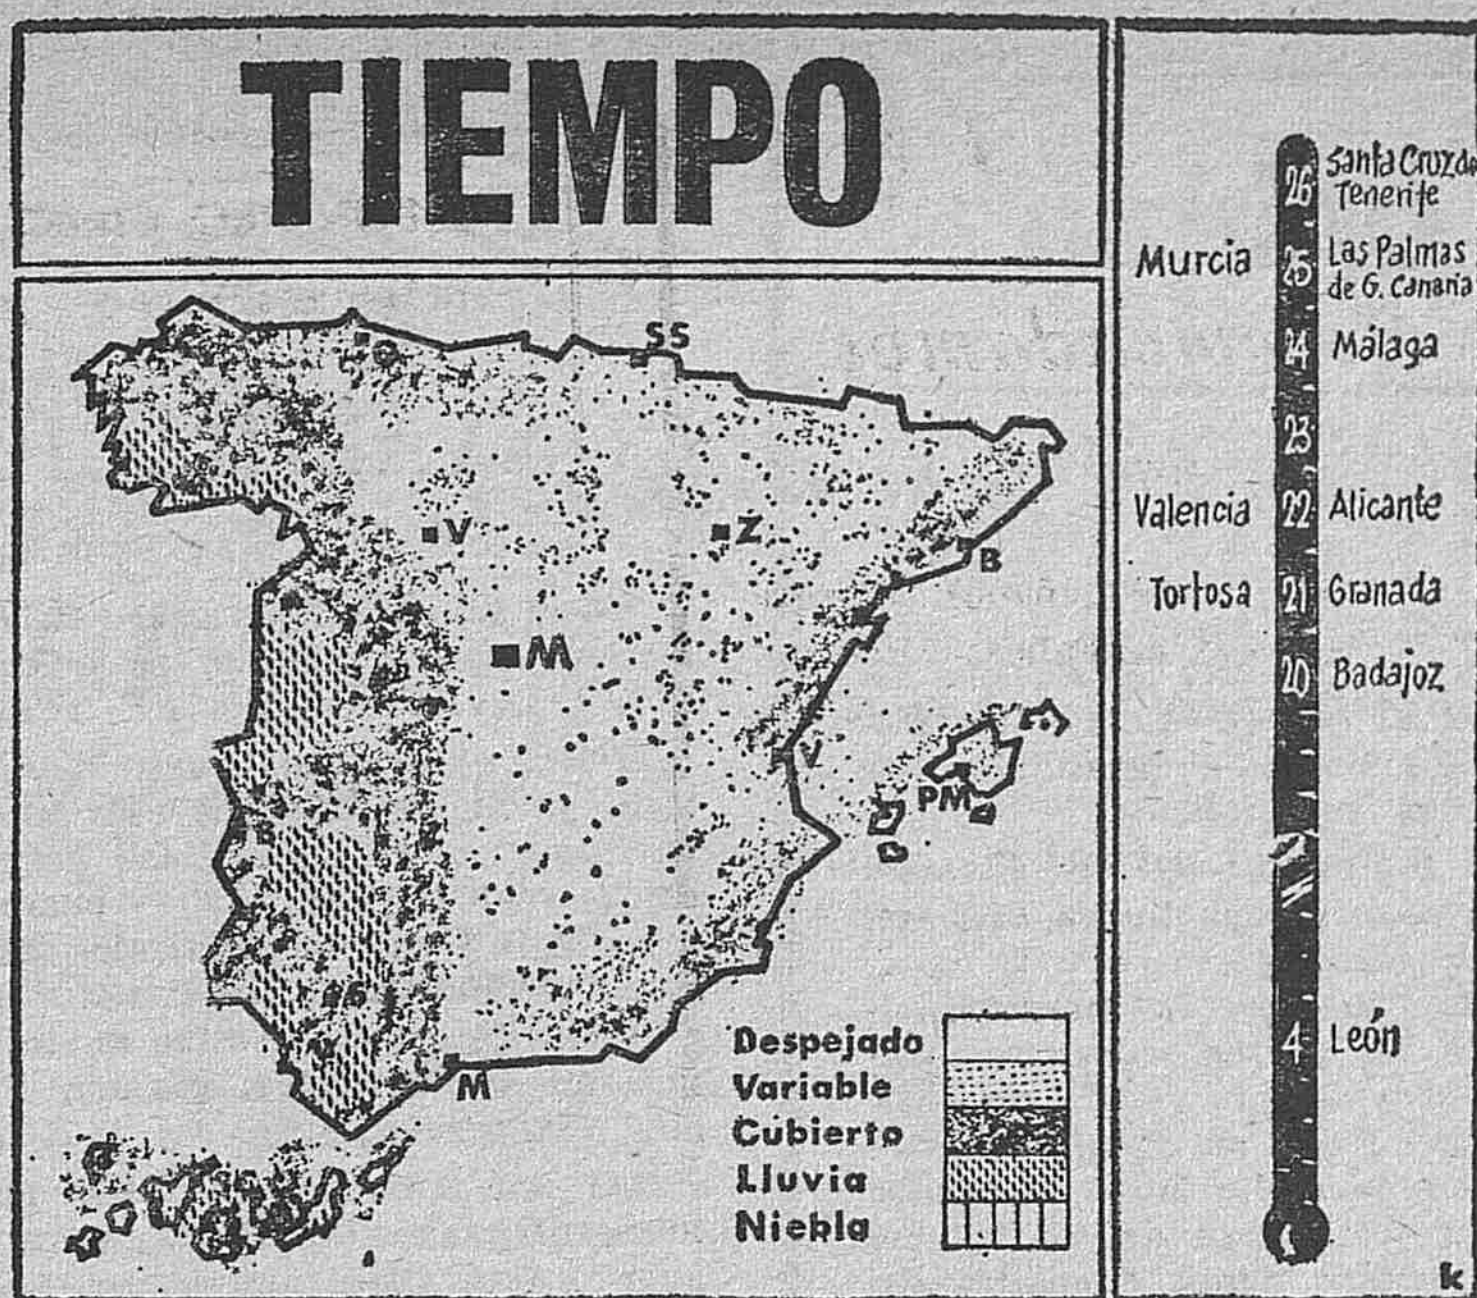 TIEMPO
SS
O
V
Z
B
M
V
PM
B
M
Despejado
Variable
Cubierto
Lluvia
Niebla
26 Santa Cruz de
Tenerife
Murcia 25 Las Palmas
de G. Canaria
24 Málaga
23
Valencia 22 Alicante
Tortosa 21 Granada
20 Badajoz
4 León
k